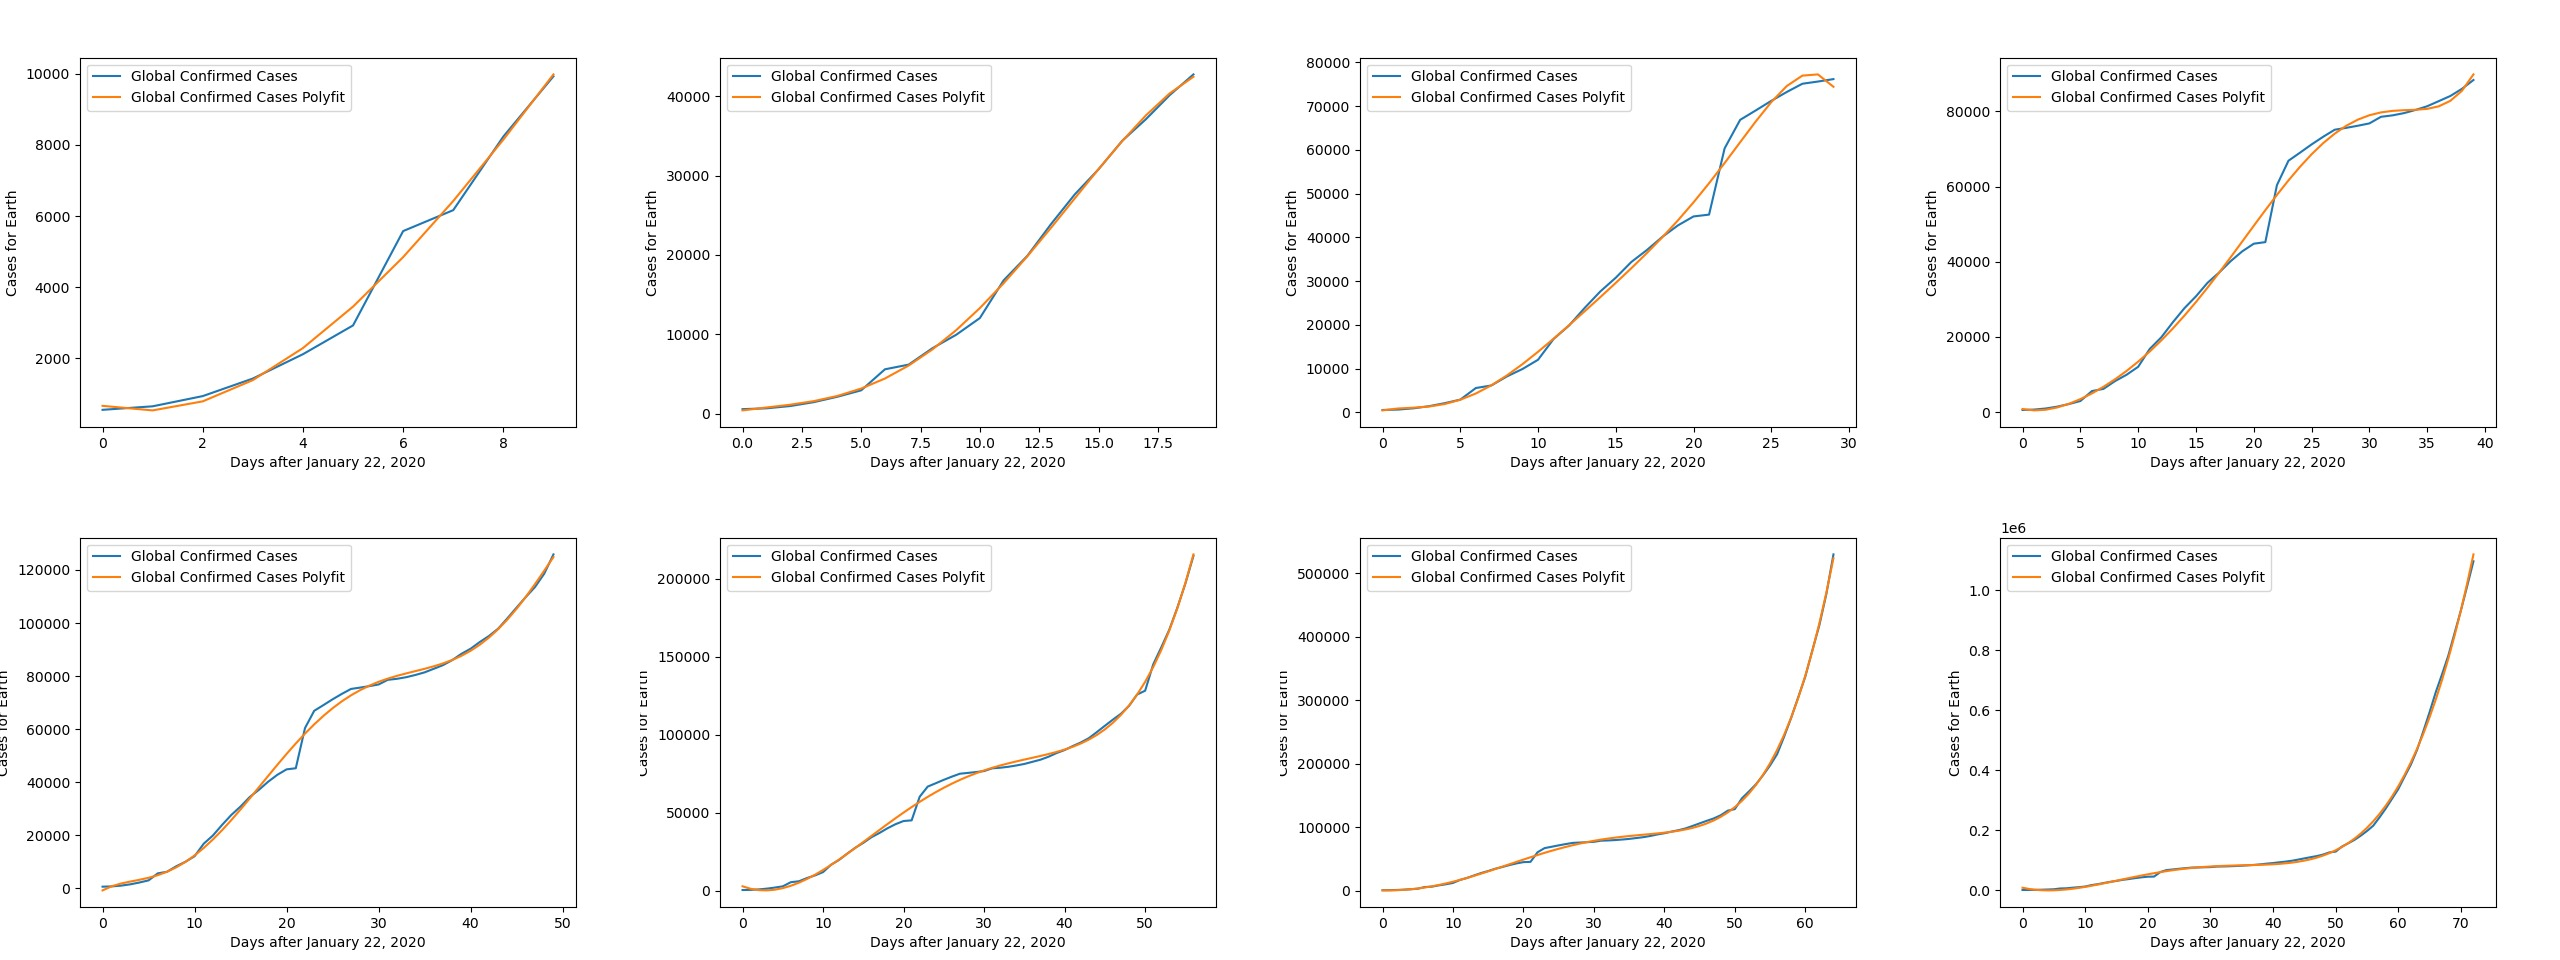 Global Confirmed Cases
Global Confirmed Cases Polyfit
10000
8000
6000
4000
2000
Cases for Earth
0 2 4 6 8
Days after January 22, 2020
Global Confirmed Cases
Global Confirmed Cases Polyfit
40000
30000
20000
10000
0
Cases for Earth
0.0 2.5 5.0 7.5 10.0 12.5 15.0 17.5
Days after January 22, 2020
Global Confirmed Cases
Global Confirmed Cases Polyfit
80000
70000
60000
50000
40000
30000
20000
10000
0
Cases for Earth
0 5 10 15 20 25 30
Days after January 22, 2020
Global Confirmed Cases
Global Confirmed Cases Polyfit
80000
60000
40000
20000
0
Cases for Earth
0 5 10 15 20 25 30 35 40
Days after January 22, 2020
Global Confirmed Cases
Global Confirmed Cases Polyfit
120000
100000
80000
60000
40000
20000
0
Cases for Earth
0 10 20 30 40 50
Days after January 22, 2020
Global Confirmed Cases
Global Confirmed Cases Polyfit
200000
150000
100000
50000
0
Cases for Earth
0 10 20 30 40 50
Days after January 22, 2020
Global Confirmed Cases
Global Confirmed Cases Polyfit
500000
400000
300000
200000
100000
0
Cases for Earth
0 10 20 30 40 50 60
Days after January 22, 2020
1e6
Global Confirmed Cases
Global Confirmed Cases Polyfit
1.0
0.8
0.6
0.4
0.2
0.0
Cases for Earth
0 10 20 30 40 50 60 70
Days after January 22, 2020